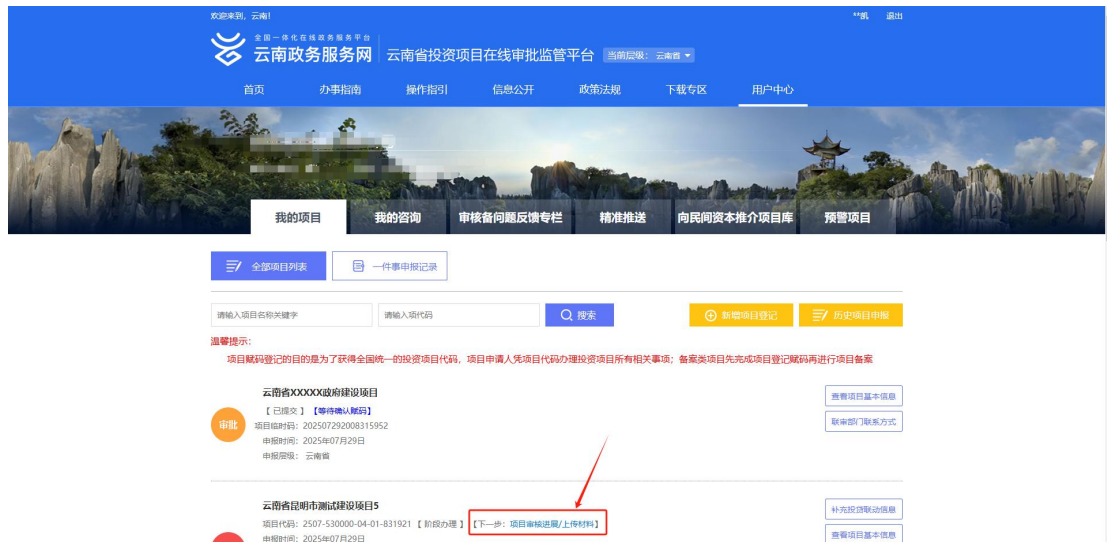 欢迎来到，云南！ **凯 退出
全国一体化在线政务服务平台
云南政务服务网 云南省投资项目在线审批监管平台 当前层级： 云南省
首页 办事指南 操作指引 信息公开 政策法规 下载专区 用户中心
我的项目 我的咨询 审核备问题反馈专栏 精准推送 向民间资本推介项目库 预警项目
全部项目列表 一件事申报记录
请输入项目名称关键字 请输入项代码 搜索 新增项目登记 历史项目申报
温馨提示：
项目赋码登记的目的是为了获得全国统一的投资项目代码，项目申请人凭项目代码办理投资项目所有相关事项；备案类项目先完成项目登记赋码再进行项目备案
云南省XXXXX政府建设项目 查看项目基本信息
【 已提交 】 【等待确认赋码】
审批 项目临时码： 202507292008315952 联审部门联系方式
申报时间： 2025年07月29日
申报层级： 云南省
云南省昆明市测试建设项目5 补充投贷联动信息
项目代码： 2507-530000-04-01-831921 【 阶段办理 】 【下一步：项目审核进展/上传材料】
申报时间： 2025年07月29日 查看项目基本信息